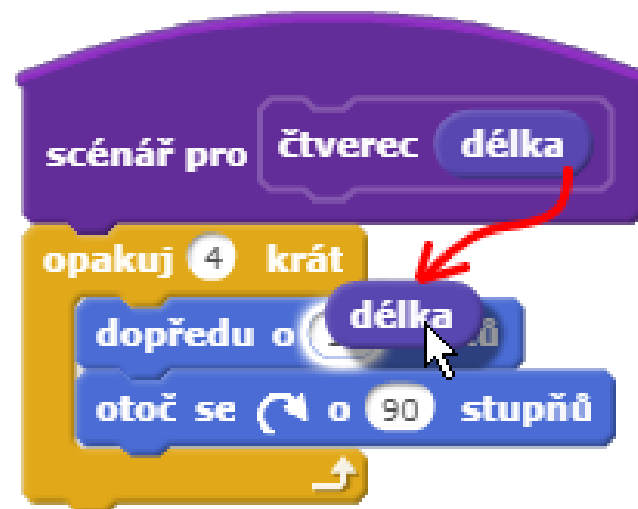 scénář pro čtverec délka
opakuj 4 krát
dopředu o délka
otoč se o 90 stupňů